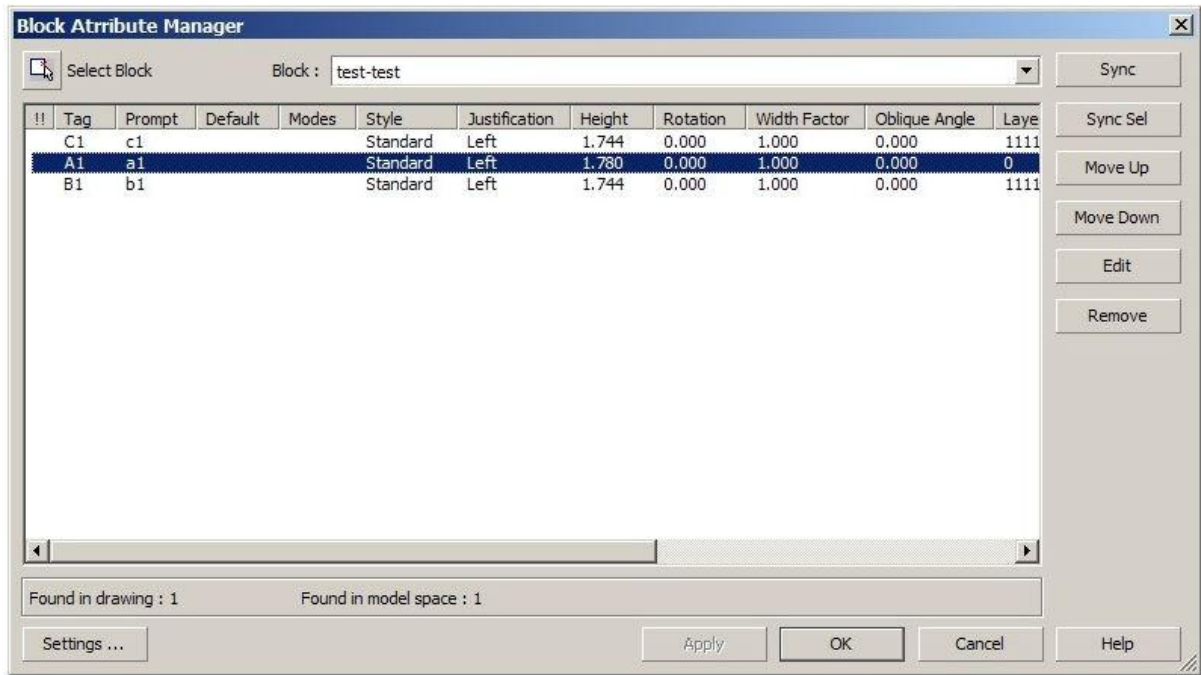 Block Atrribute Manager
Select Block Block : test-test Sync
!! Tag Prompt Default Modes Style Justification Height Rotation Width Factor Oblique Angle Laye Sync Sel
C1 c1 Standard Left 1.744 0.000 1.000 0.000 1111
A1 a1 Standard Left 1.780 0.000 1.000 0.000 0
Move Up
B1 b1 Standard Left 1.744 0.000 1.000 0.000 1111
Move Down
Edit
Remove
Found in drawing : 1 Found in model space : 1
Settings ... Apply OK Cancel Help